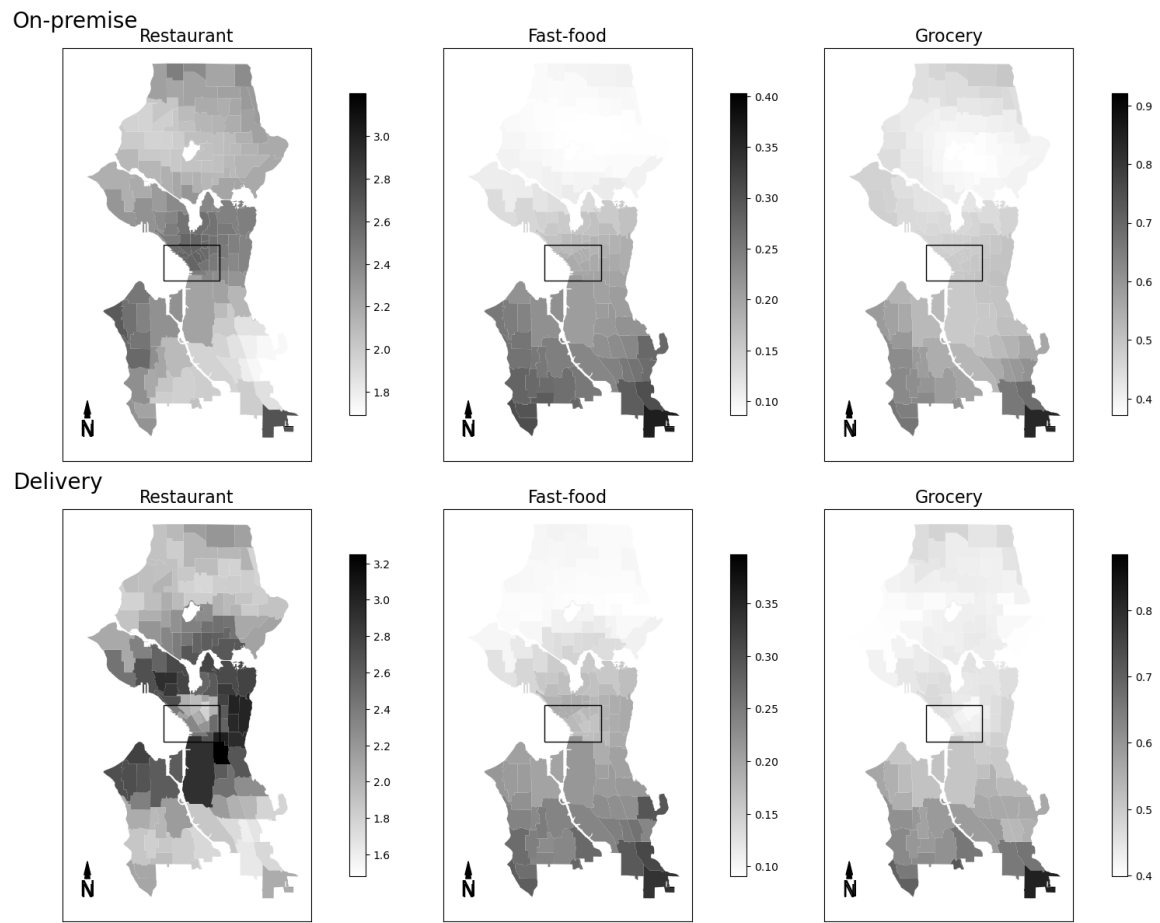 On-premise
Restaurant
Fast-food
Grocery
3.0
2.8
2.6
2.4
2.2
2.0
1.8
N
0.40
0.35
0.30
0.25
0.20
0.15
0.10
N
0.9
0.8
0.7
0.6
0.5
0.4
N
Delivery
Restaurant
Fast-food
Grocery
3.2
3.0
2.8
2.6
2.4
2.2
2.0
1.8
1.6
N
0.35
0.30
0.25
0.20
0.15
0.10
N
0.8
0.7
0.6
0.5
0.4
N